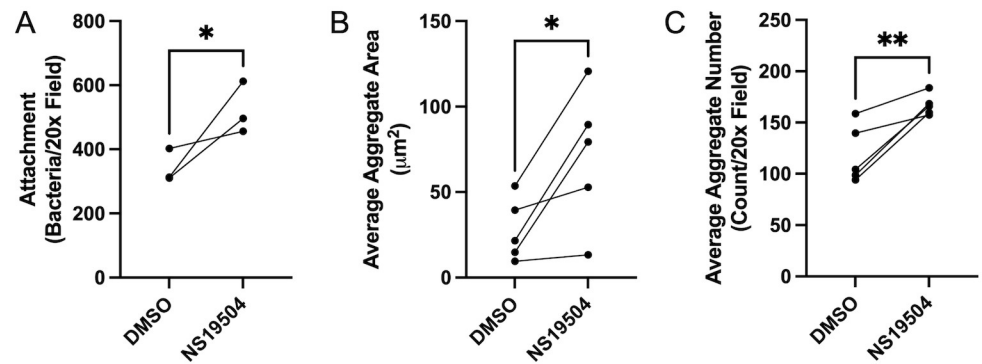 A
Attachment
(Bacteria/20x Field)
800
600
400
200
0
*
DMSO
NS19504
B
Average Aggregate Area
(μm²)
150
100
50
0
*
DMSO
NS19504
C
Average Aggregate Number
(Count/20x Field)
250
200
150
100
50
0
**
DMSO
NS19504